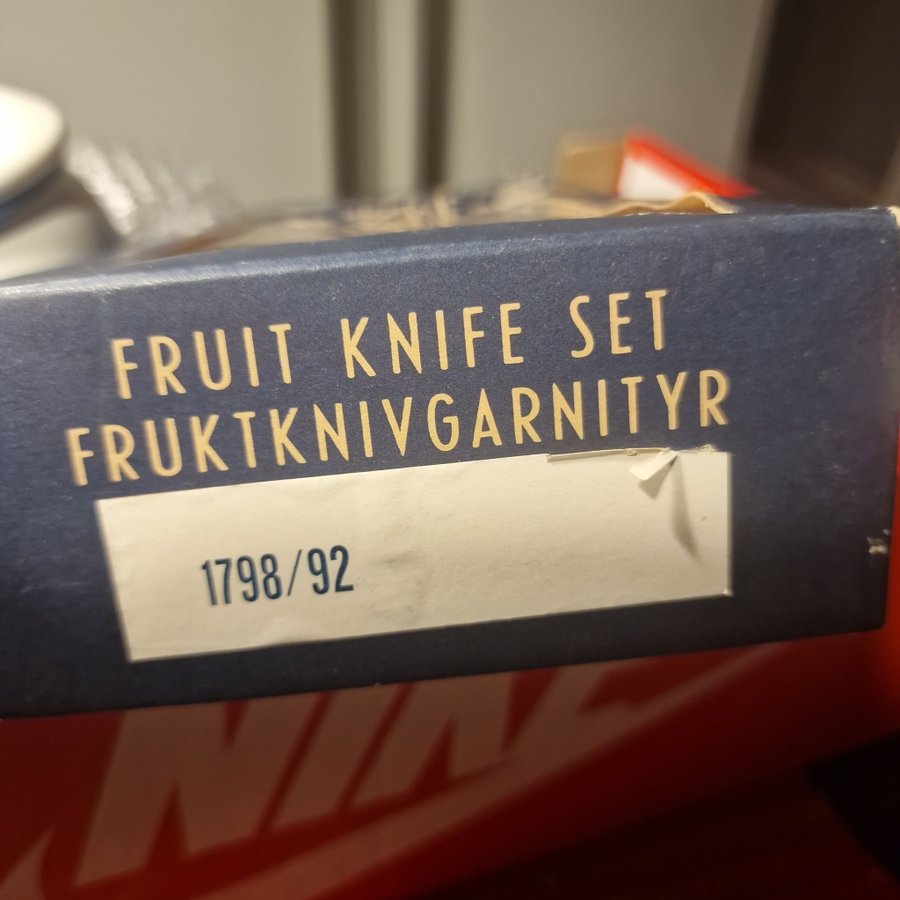 FRUIT KNIFE SET
FRUKTKNIVGARNITYR
1798/92
NIKE